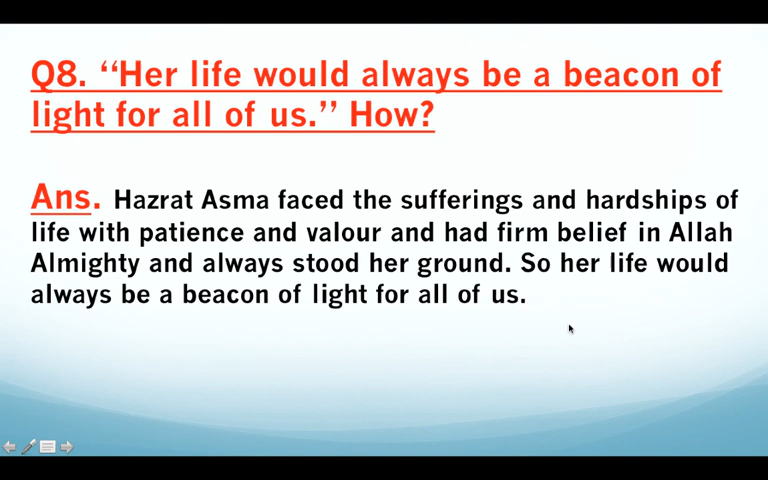 Q8. “Her life would always be a beacon of
light for all of us.” How?
Ans. Hazrat Asma faced the sufferings and hardships of
life with patience and valour and had firm belief in Allah
Almighty and always stood her ground. So her life would
always be a beacon of light for all of us.